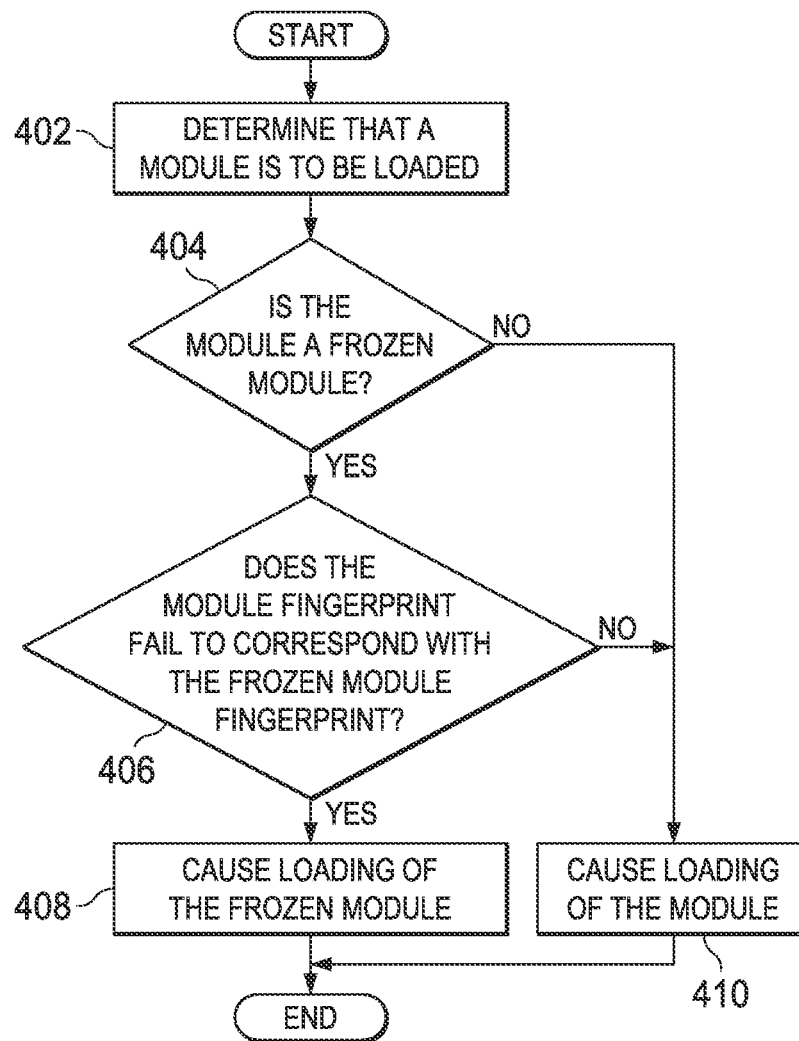 START
402
DETERMINE THAT A
MODULE IS TO BE LOADED
404
IS THE
MODULE A FROZEN
MODULE?
NO
YES
DOES THE
MODULE FINGERPRINT
FAIL TO CORRESPOND WITH
THE FROZEN MODULE
FINGERPRINT?
NO
406
YES
408
CAUSE LOADING OF
THE FROZEN MODULE
CAUSE LOADING
OF THE MODULE
410
END